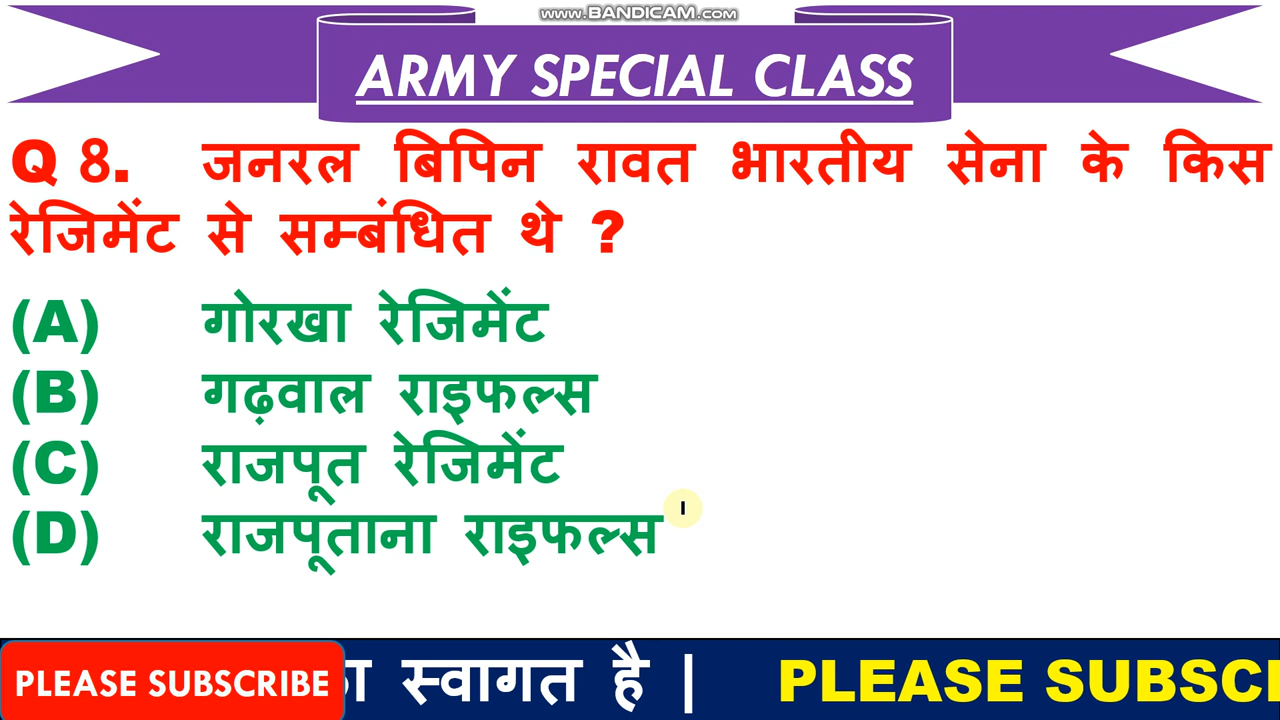 www.BANDICAM.com
ARMY SPECIAL CLASS
Q 8. जनरल बिपिन रावत भारतीय सेना के किस
रेजिमेंट से सम्बंधित थे ?
(A) गोरखा रेजिमेंट
(B) गढ़वाल राइफल्स
(C) राजपूत रेजिमेंट
(D) राजपूताना राइफल्स
PLEASE SUBSCRIBE स्वागत है | PLEASE SUBSC